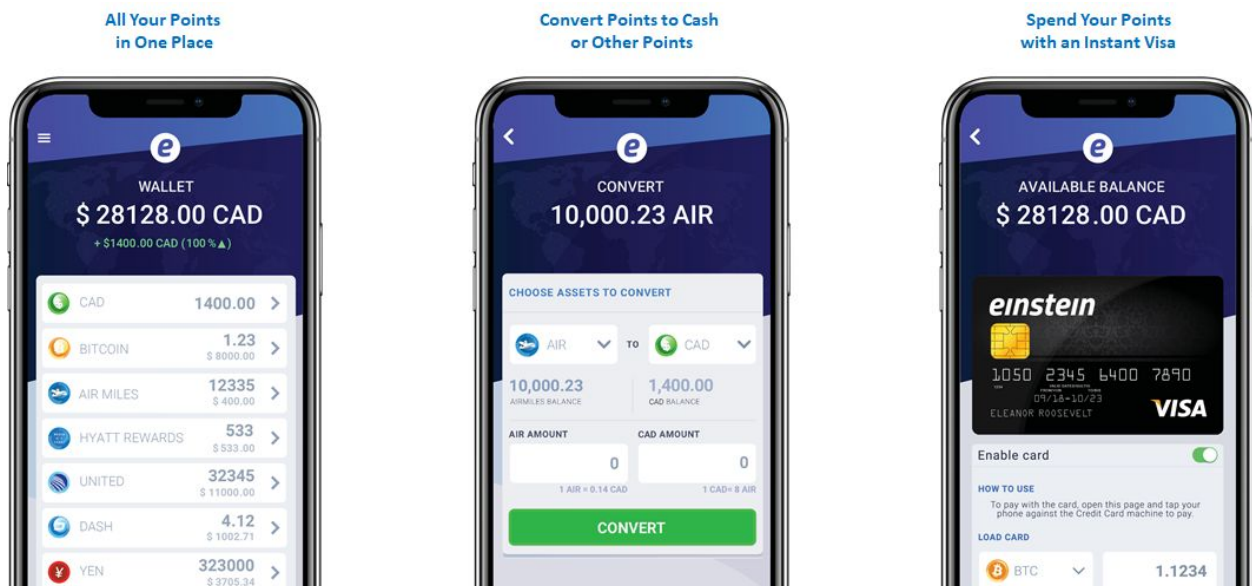 All Your Points
in One Place
e
WALLET
$ 28128.00 CAD
+ $1400.00 CAD (100 %▲)
CAD 1400.00
BITCOIN 1.23
$ 8000.00
AIR MILES 12335
$ 400.00
HYATT REWARDS 533
$ 533.00
UNITED 32345
$ 11000.00
DASH 4.12
$ 1002.71
YEN 323000
$ 3705.34
Convert Points to Cash
or Other Points
e
CONVERT
10,000.23 AIR
CHOOSE ASSETS TO CONVERT
AIR TO CAD
10,000.23 1,400.00
AIRMILES BALANCE CAD BALANCE
AIR AMOUNT CAD AMOUNT
0 0
1 AIR = 0.14 CAD 1 CAD= 8 AIR
CONVERT
Spend Your Points
with an Instant Visa
e
AVAILABLE BALANCE
$ 28128.00 CAD
einstein
1050 2345 6400 7890
09/18-10/23
ELEANOR ROOSEVELT
VISA
Enable card
HOW TO USE
To pay with the card, open this page and tap your
phone against the Credit Card machine to pay.
LOAD CARD
BTC 1.1234